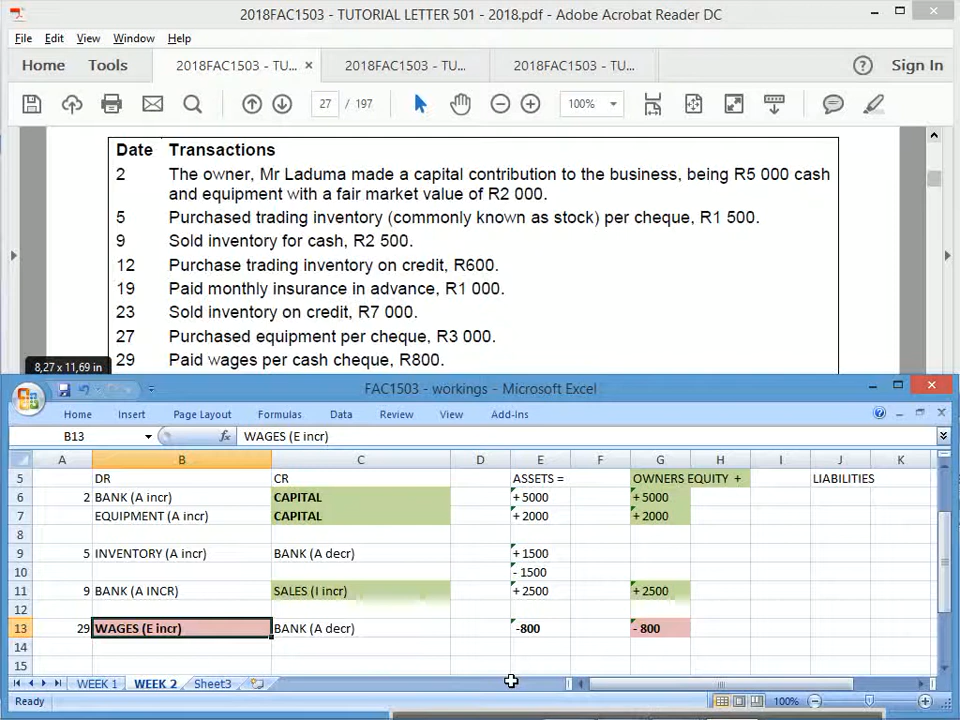 2018FAC1503 - TUTORIAL LETTER 501 - 2018.pdf - Adobe Acrobat Reader DC
File Edit View Window Help
Home Tools 2018FAC1503 - TU... × 2018FAC1503 - TU... 2018FAC1503 - TU... Sign In
27 / 197 100%
Date Transactions
2 The owner, Mr Laduma made a capital contribution to the business, being R5 000 cash
and equipment with a fair market value of R2 000.
5 Purchased trading inventory (commonly known as stock) per cheque, R1 500.
9 Sold inventory for cash, R2 500.
12 Purchase trading inventory on credit, R600.
19 Paid monthly insurance in advance, R1 000.
23 Sold inventory on credit, R7 000.
27 Purchased equipment per cheque, R3 000.
29 Paid wages per cash cheque, R800.
8,27 x 11,69 in
FAC1503 - workings - Microsoft Excel
Home Insert Page Layout Formulas Data Review View Add-Ins
B13 fx WAGES (E incr)
A B C D E F G H I J K
5 DR CR ASSETS = OWNERS EQUITY + LIABILITIES
6 2 BANK (A incr) CAPITAL +5000 +5000
7 EQUIPMENT (A incr) CAPITAL +2000 +2000
8
9 5 INVENTORY (A incr) BANK (A decr) +1500
10 - 1500
11 9 BANK (A INCR) SALES (I incr) +2500 +2500
12
13 29 WAGES (E incr) BANK (A decr) -800 - 800
14
15
WEEK 1 WEEK 2 Sheet3
Ready 100%